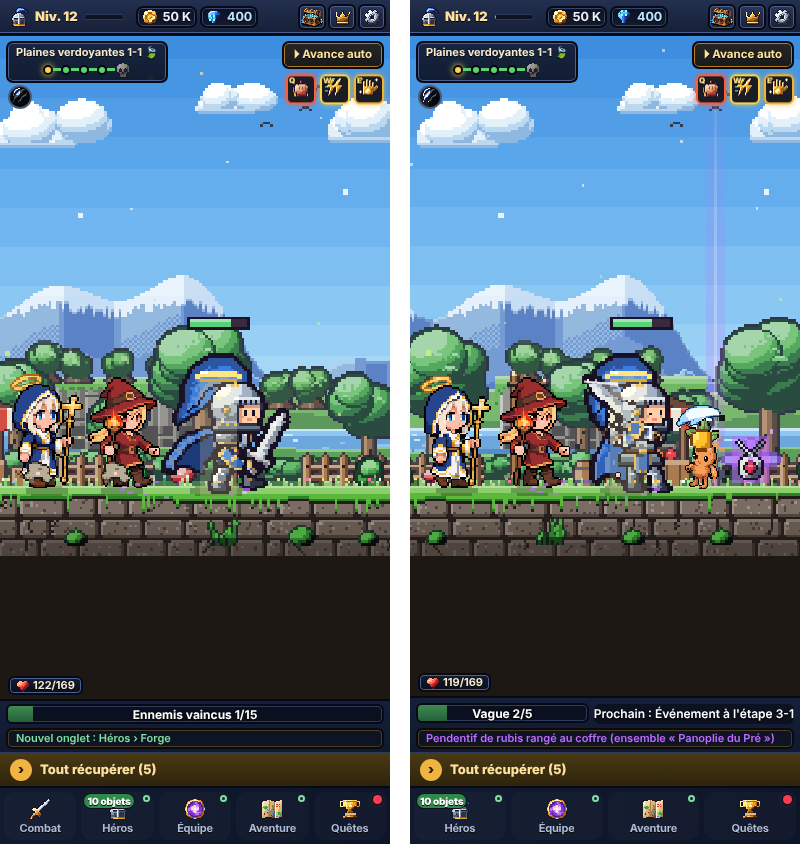 Niv. 12
50 K
400
Plaines verdoyantes 1-1
Avance auto
Q
W
E
122/169
Ennemis vaincus 1/15
Nouvel onglet : Héros › Forge
Tout récupérer (5)
Combat
10 objets
Héros
Équipe
Aventure
Quêtes
Niv. 12
50 K
400
Plaines verdoyantes 1-1
Avance auto
Q
W
E
119/169
Vague 2/5
Prochain : Événement à l'étape 3-1
Pendentif de rubis rangé au coffre (ensemble « Panoplie du Pré »)
Tout récupérer (5)
10 objets
Héros
Équipe
Aventure
Quêtes